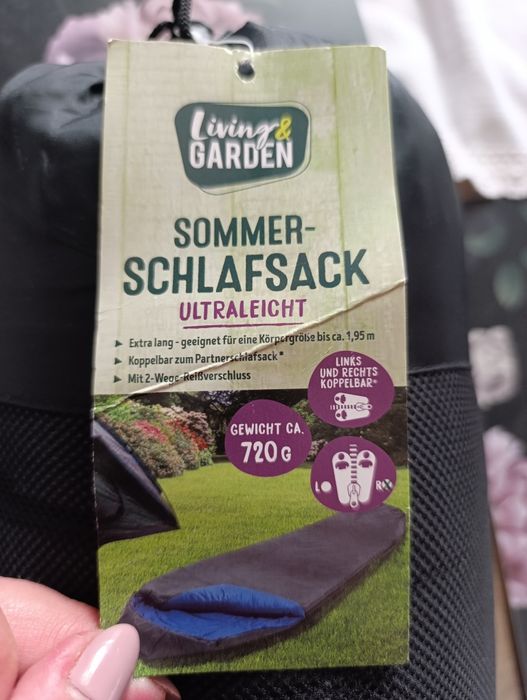 Living &
GARDEN
SOMMER-
SCHLAFSACK
ULTRALEICHT
▶ Extra lang - geeignet für eine Körpergröße bis ca. 1,95 m
▶ Koppelbar zum Partnerschlafsack*
▶ Mit 2-Wege-Reißverschluss
LINKS
UND RECHTS
KOPPELBAR*
GEWICHT CA.
720 G
L
R